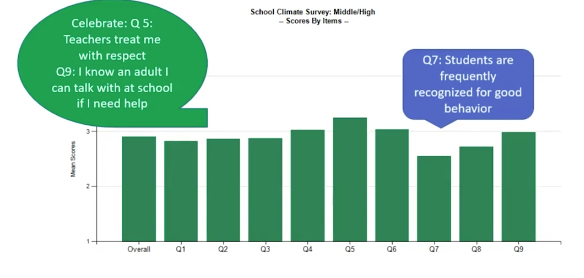 School Climate Survey: Middle/High
-- Scores By Items --
Celebrate: Q 5:
Teachers treat me
with respect
Q9: I know an adult I
can talk with at school
if I need help
Q7: Students are
frequently
recognized for good
behavior
Mean Scores
3
2
1
Overall Q1 Q2 Q3 Q4 Q5 Q6 Q7 Q8 Q9